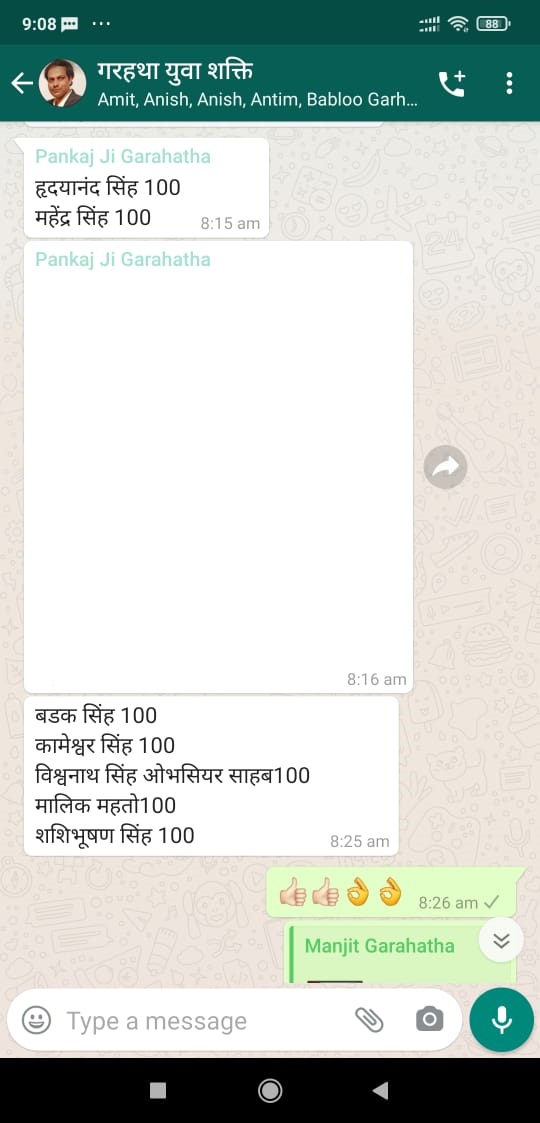 9:08
88
गरहथा युवा शक्ति
Amit, Anish, Anish, Antim, Babloo Garh...
Pankaj Ji Garahatha
हृदयानंद सिंह 100
महेंद्र सिंह 100
8:15 am
Pankaj Ji Garahatha
8:16 am
बडक सिंह 100
कामेश्वर सिंह 100
विश्वनाथ सिंह ओभसियर साहब100
मालिक महतो100
शशिभूषण सिंह 100
8:25 am
8:26 am
Manjit Garahatha
Type a message